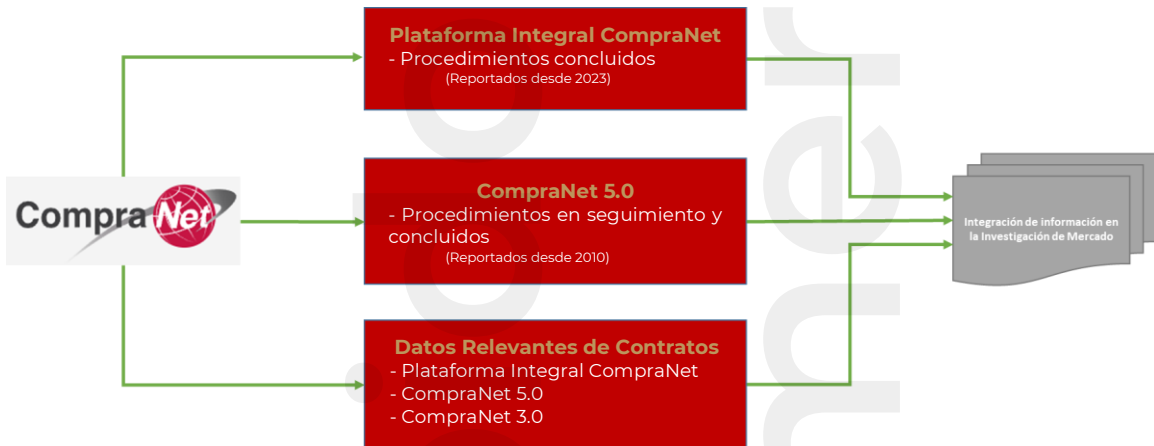 Plataforma Integral CompraNet
- Procedimientos concluidos
(Reportados desde 2023)
CompraNet
CompraNet 5.0
- Procedimientos en seguimiento y
concluidos
(Reportados desde 2010)
Integración de información en
la Investigación de Mercado
Datos Relevantes de Contratos
- Plataforma Integral CompraNet
- CompraNet 5.0
- CompraNet 3.0